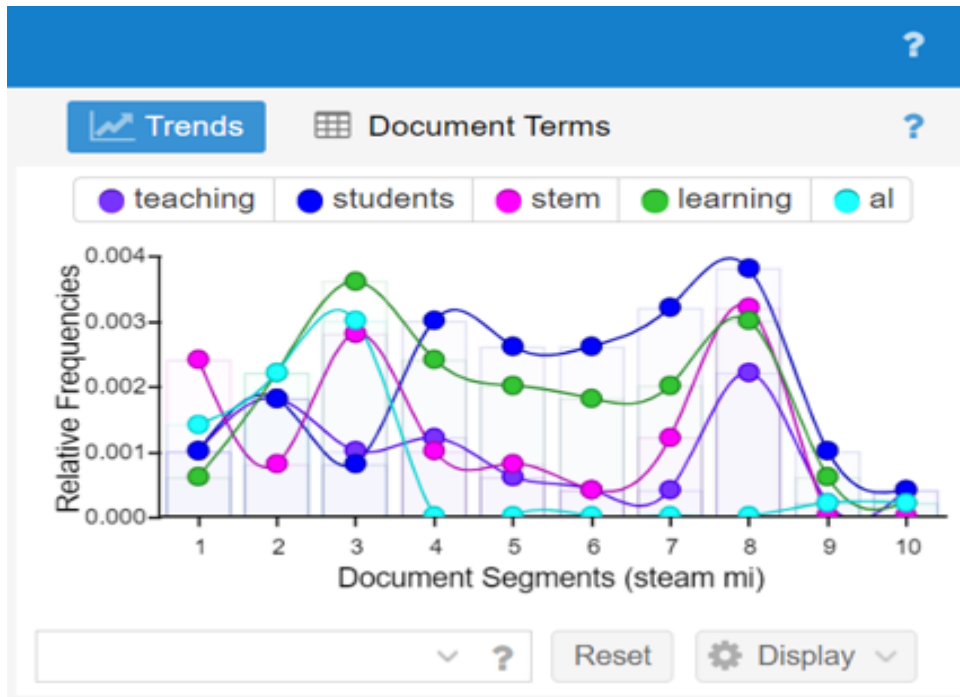 ?
Trends Document Terms ?
teaching students stem learning al
Relative Frequencies
0.004
0.003
0.002
0.001
0.000
1 2 3 4 5 6 7 8 9 10
Document Segments (steam mi)
? Reset Display